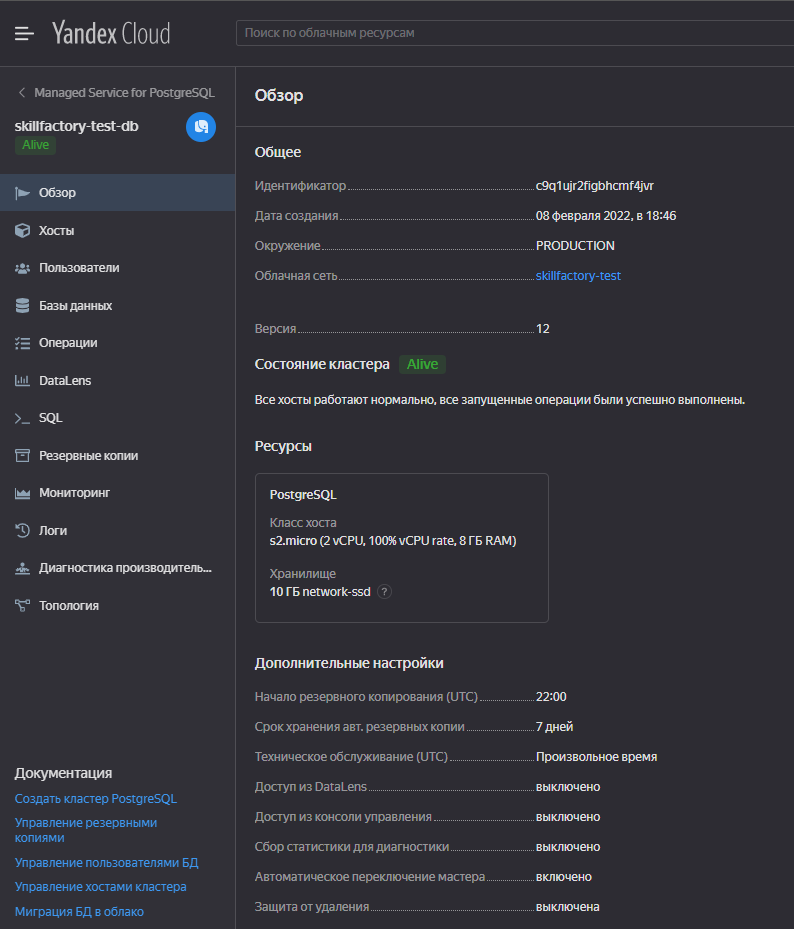 Yandex Cloud
Поиск по облачным ресурсам
Managed Service for PostgreSQL
skillfactory-test-db
Alive
Обзор
Хосты
Пользователи
Базы данных
Операции
DataLens
SQL
Резервные копии
Мониторинг
Логи
Диагностика производитель...
Топология
Документация
Создать кластер PostgreSQL
Управление резервными
копиями
Управление пользователями БД
Управление хостами кластера
Миграция БД в облако
Обзор
Общее
Идентификатор c9q1ujr2figbhcmf4jvr
Дата создания 08 февраля 2022, в 18:46
Окружение PRODUCTION
Облачная сеть skillfactory-test
Версия 12
Состояние кластера Alive
Все хосты работают нормально, все запущенные операции были успешно выполнены.
Ресурсы
PostgreSQL
Класс хоста
s2.micro (2 vCPU, 100% vCPU rate, 8 ГБ RAM)
Хранилище
10 ГБ network-ssd ?
Дополнительные настройки
Начало резервного копирования (UTC) 22:00
Срок хранения авт. резервных копии 7 дней
Техническое обслуживание (UTC) Произвольное время
Доступ из DataLens выключено
Доступ из консоли управления выключено
Сбор статистики для диагностики выключено
Автоматическое переключение мастера включено
Защита от удаления выключена